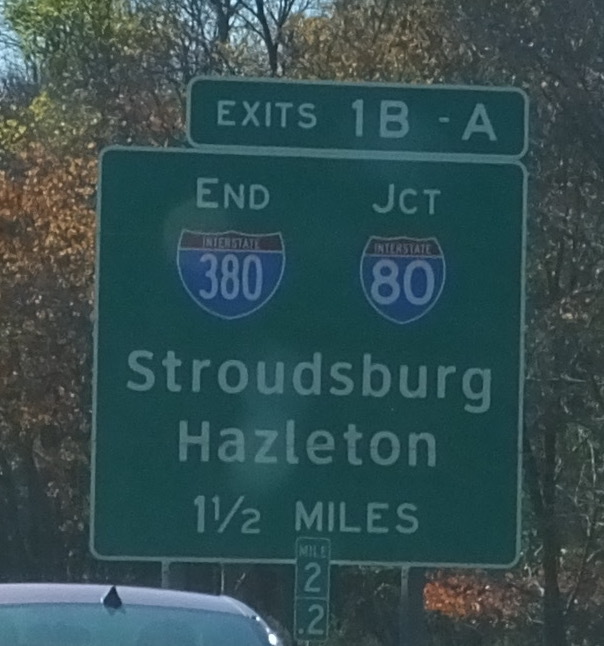 EXITS 1B - A
END JCT
INTERSTATE INTERSTATE
380 80
Stroudsburg
Hazleton
1½ MILES
MILE
2
.2